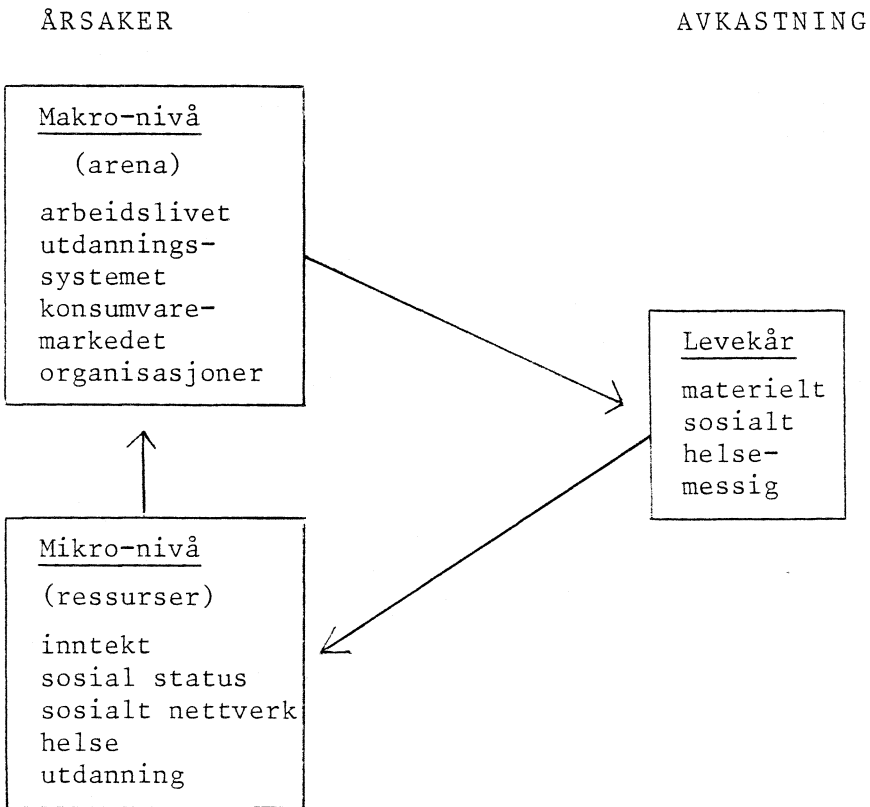 ÅRSAKER
AVKASTNING
Makro-nivå
(arena)
arbeidslivet
utdannings-
systemet
konsumvare-
markedet
organisasjoner
Levekår
materielt
sosialt
helse-
messig
Mikro-nivå
(ressurser)
inntekt
sosial status
sosialt nettverk
helse
utdanning